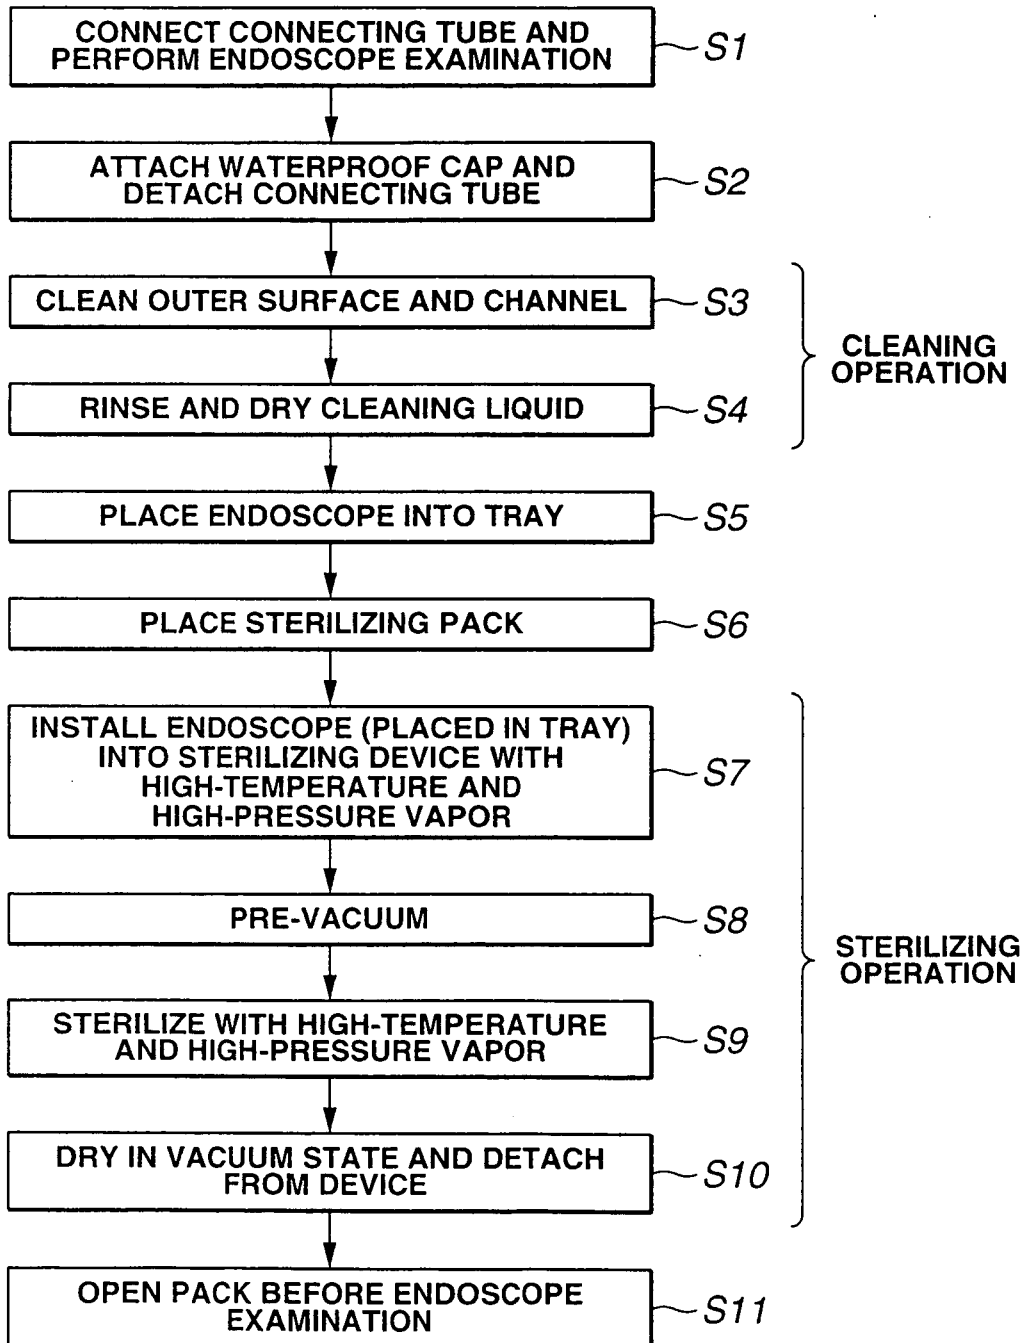 CONNECT CONNECTING TUBE AND
PERFORM ENDOSCOPE EXAMINATION
S1
ATTACH WATERPROOF CAP AND
DETACH CONNECTING TUBE
S2
CLEAN OUTER SURFACE AND CHANNEL
S3
RINSE AND DRY CLEANING LIQUID
S4
CLEANING
OPERATION
PLACE ENDOSCOPE INTO TRAY
S5
PLACE STERILIZING PACK
S6
INSTALL ENDOSCOPE (PLACED IN TRAY)
INTO STERILIZING DEVICE WITH
HIGH-TEMPERATURE AND
HIGH-PRESSURE VAPOR
S7
PRE-VACUUM
S8
STERILIZE WITH HIGH-TEMPERATURE
AND HIGH-PRESSURE VAPOR
S9
DRY IN VACUUM STATE AND DETACH
FROM DEVICE
S10
STERILIZING
OPERATION
OPEN PACK BEFORE ENDOSCOPE
EXAMINATION
S11